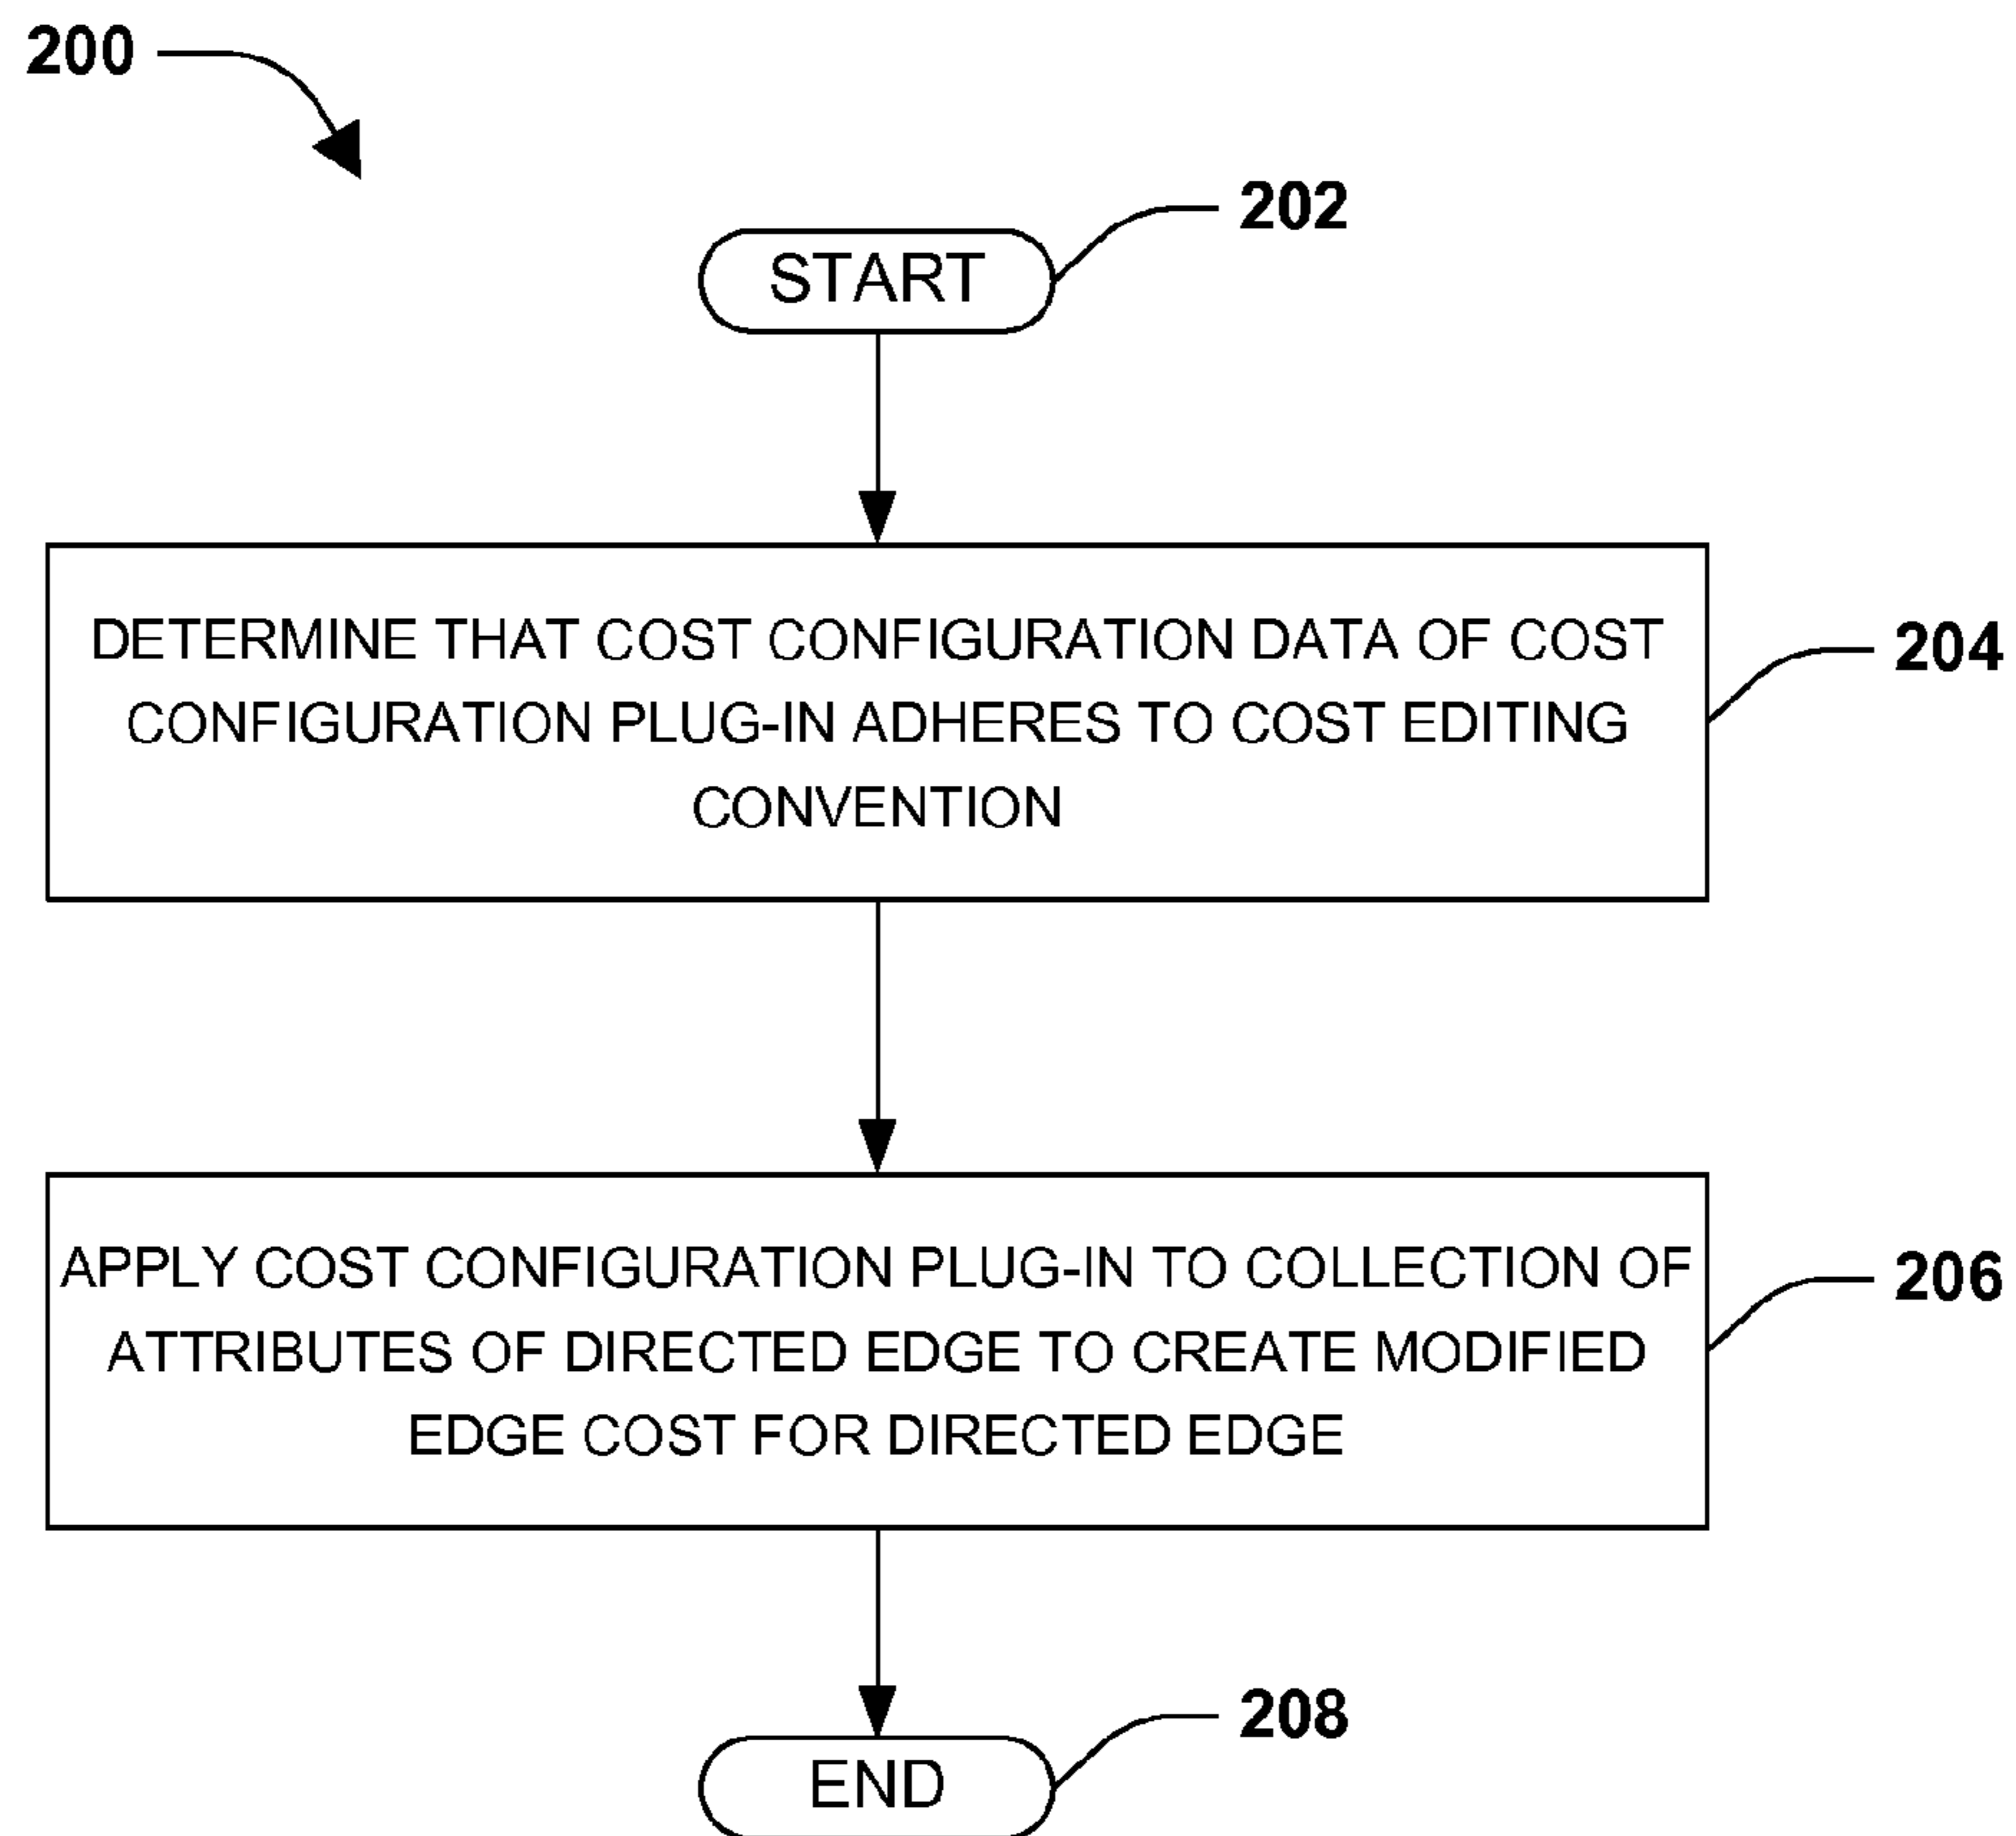 200
202
START
DETERMINE THAT COST CONFIGURATION DATA OF COST
CONFIGURATION PLUG-IN ADHERES TO COST EDITING
CONVENTION
204
APPLY COST CONFIGURATION PLUG-IN TO COLLECTION OF
ATTRIBUTES OF DIRECTED EDGE TO CREATE MODIFIED
EDGE COST FOR DIRECTED EDGE
206
208
END